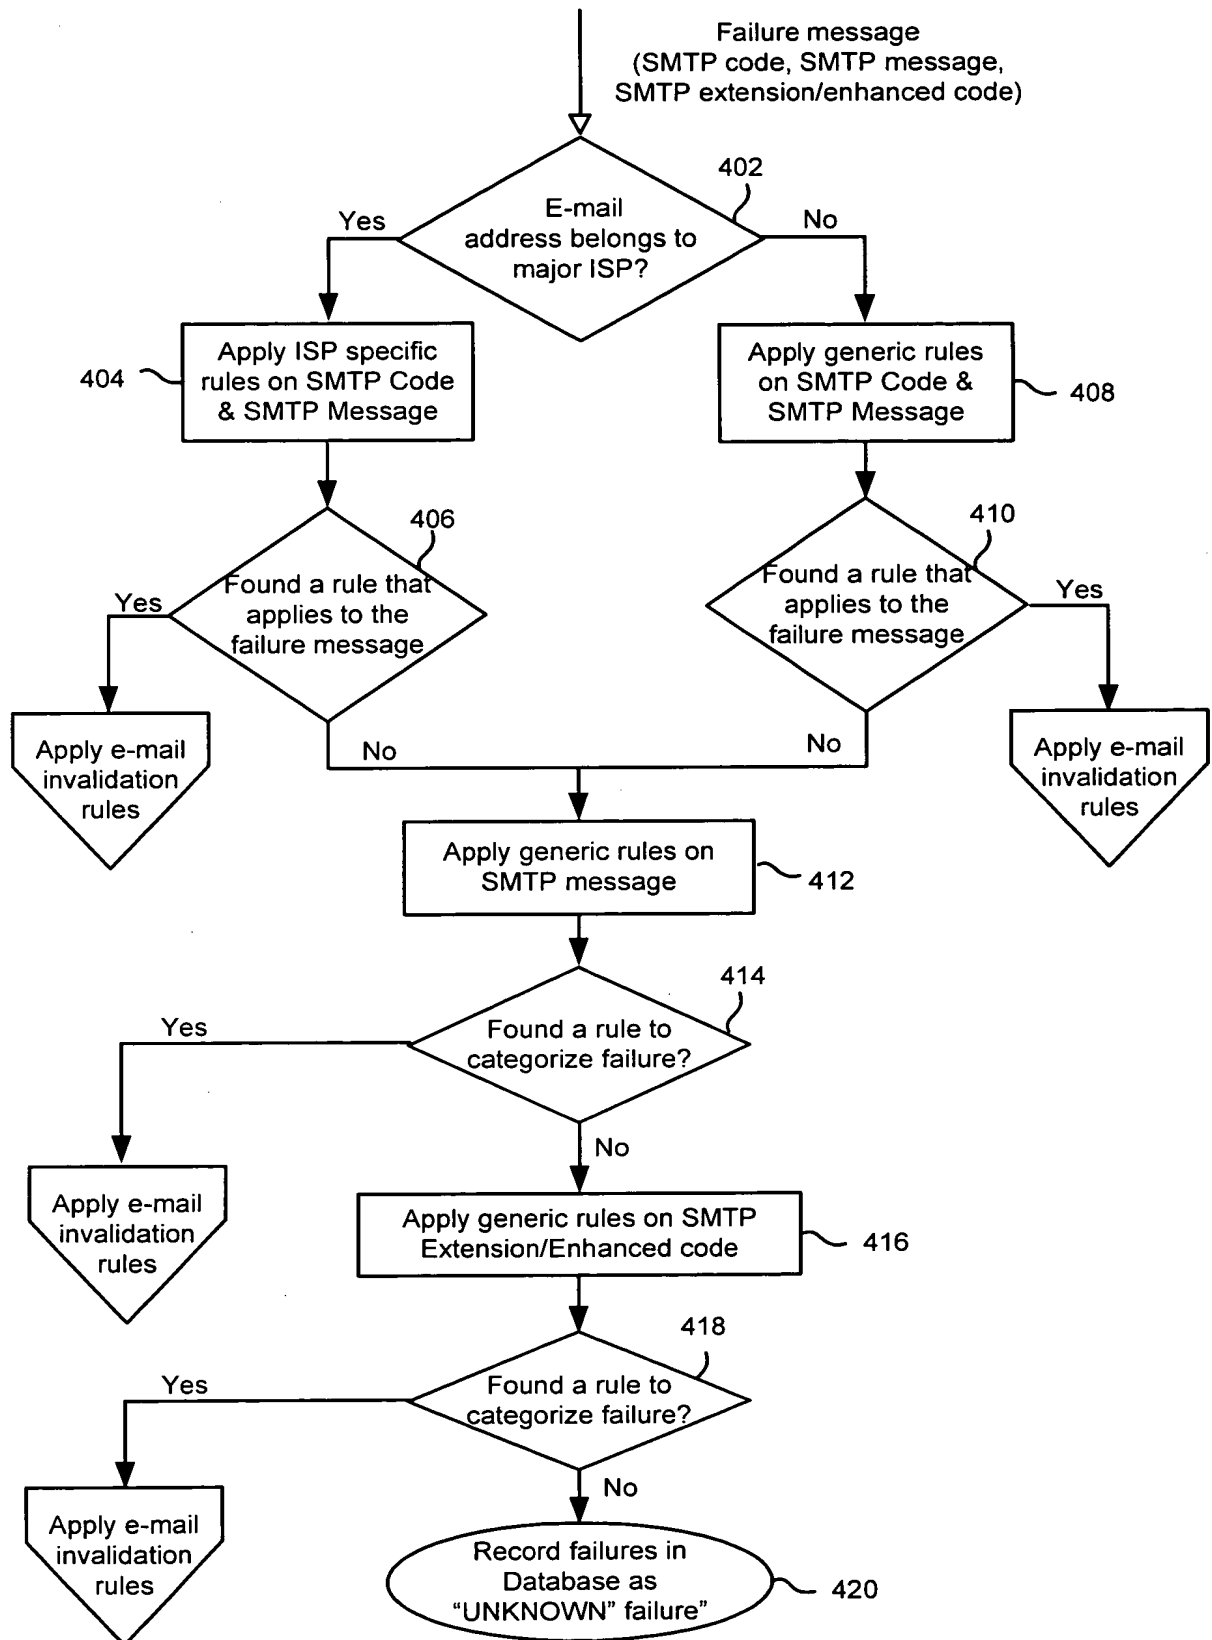 Failure message
(SMTP code, SMTP message,
SMTP extension/enhanced code)
402
E-mail
address belongs to
major ISP?
Yes
No
Apply ISP specific
rules on SMTP Code
& SMTP Message
404
Apply generic rules
on SMTP Code &
SMTP Message
408
406
Found a rule that
applies to the
failure message
Yes
No
410
Found a rule that
applies to the
failure message
Yes
No
Apply e-mail
invalidation
rules
Apply e-mail
invalidation
rules
Apply generic rules on
SMTP message
412
414
Found a rule to
categorize failure?
Yes
No
Apply e-mail
invalidation
rules
Apply generic rules on SMTP
Extension/Enhanced code
416
418
Found a rule to
categorize failure?
Yes
No
Apply e-mail
invalidation
rules
Record failures in
Database as
“UNKNOWN” failure”
420